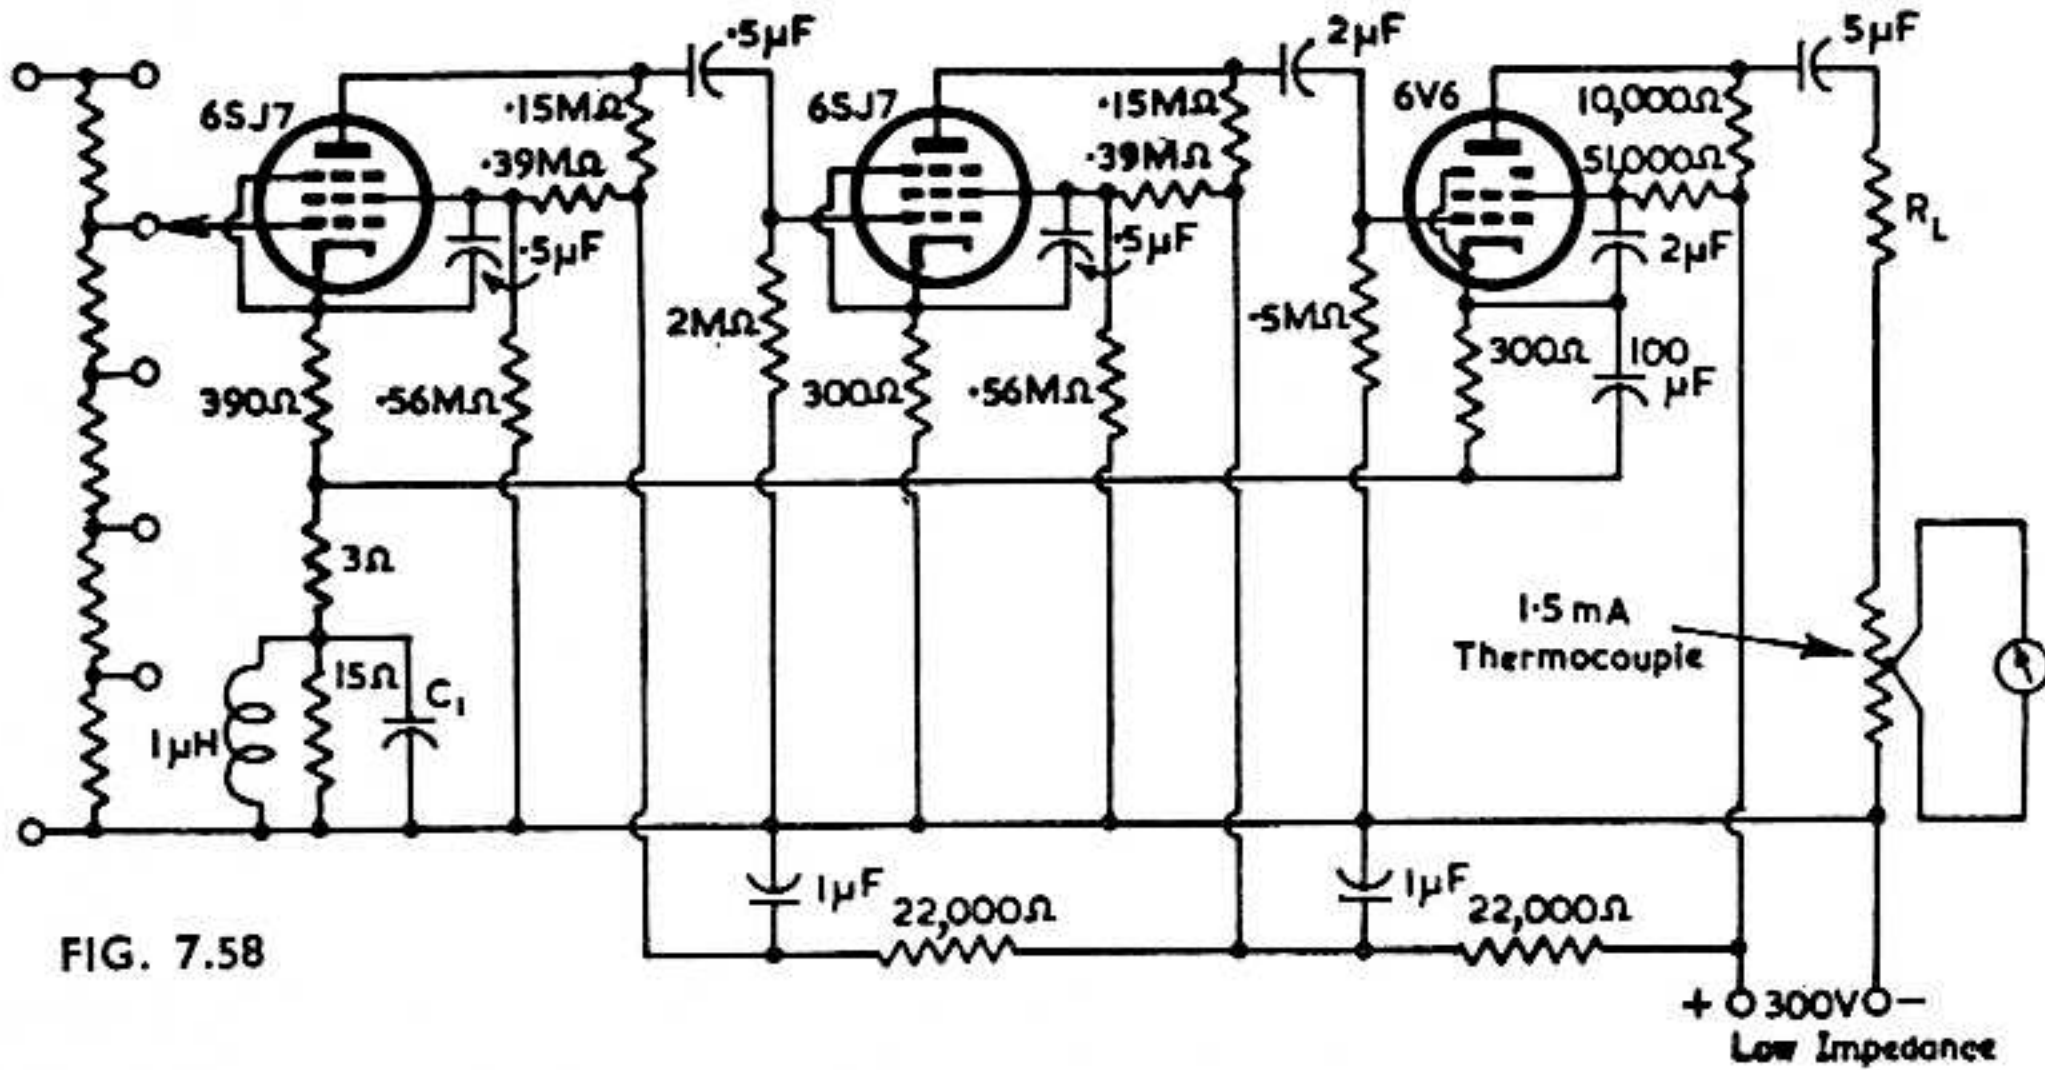 .5μF
2μF
5μF
6SJ7
.15MΩ
.39MΩ
.5μF
6SJ7
.15MΩ
.39MΩ
.5μF
6V6
10,000Ω
51,000Ω
2μF
R_L
390Ω
.56MΩ
2MΩ
300Ω
.56MΩ
.5MΩ
300Ω
100
μF
3Ω
15Ω
C₁
1μH
1.5 mA
Thermocouple
1μF
22,000Ω
1μF
22,000Ω
FIG. 7.58
+ 300V −
Low Impedance